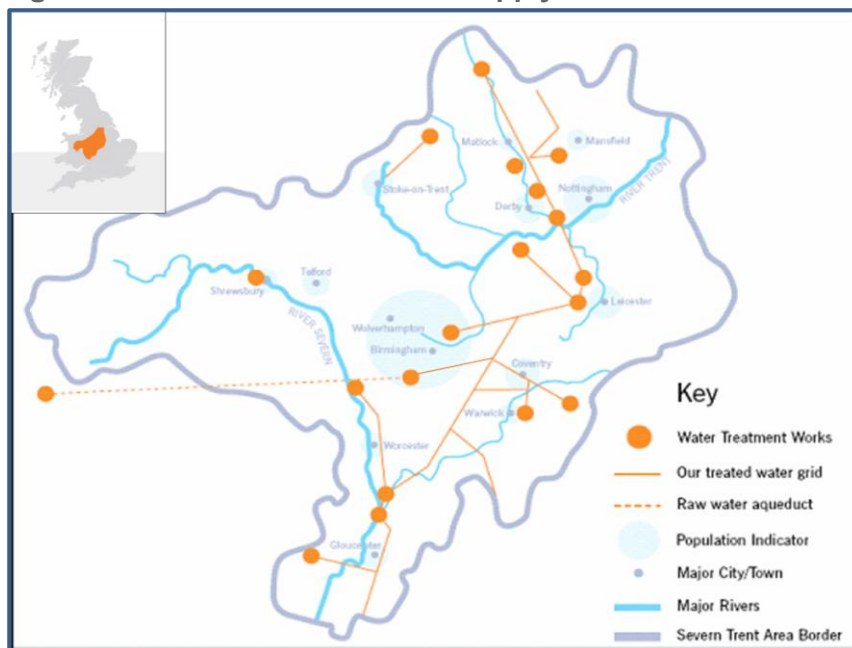 Matlock
Mansfield
Stoke-on-Trent
Nottingham
Derby
RIVER TRENT
Telford
Shrewsbury
Leicester
RIVER SEVERN
Wolverhampton
Birmingham
Coventry
Warwick
Worcester
Gloucester
Key
Water Treatment Works
Our treated water grid
Raw water aqueduct
Population Indicator
Major City/Town
Major Rivers
Severn Trent Area Border